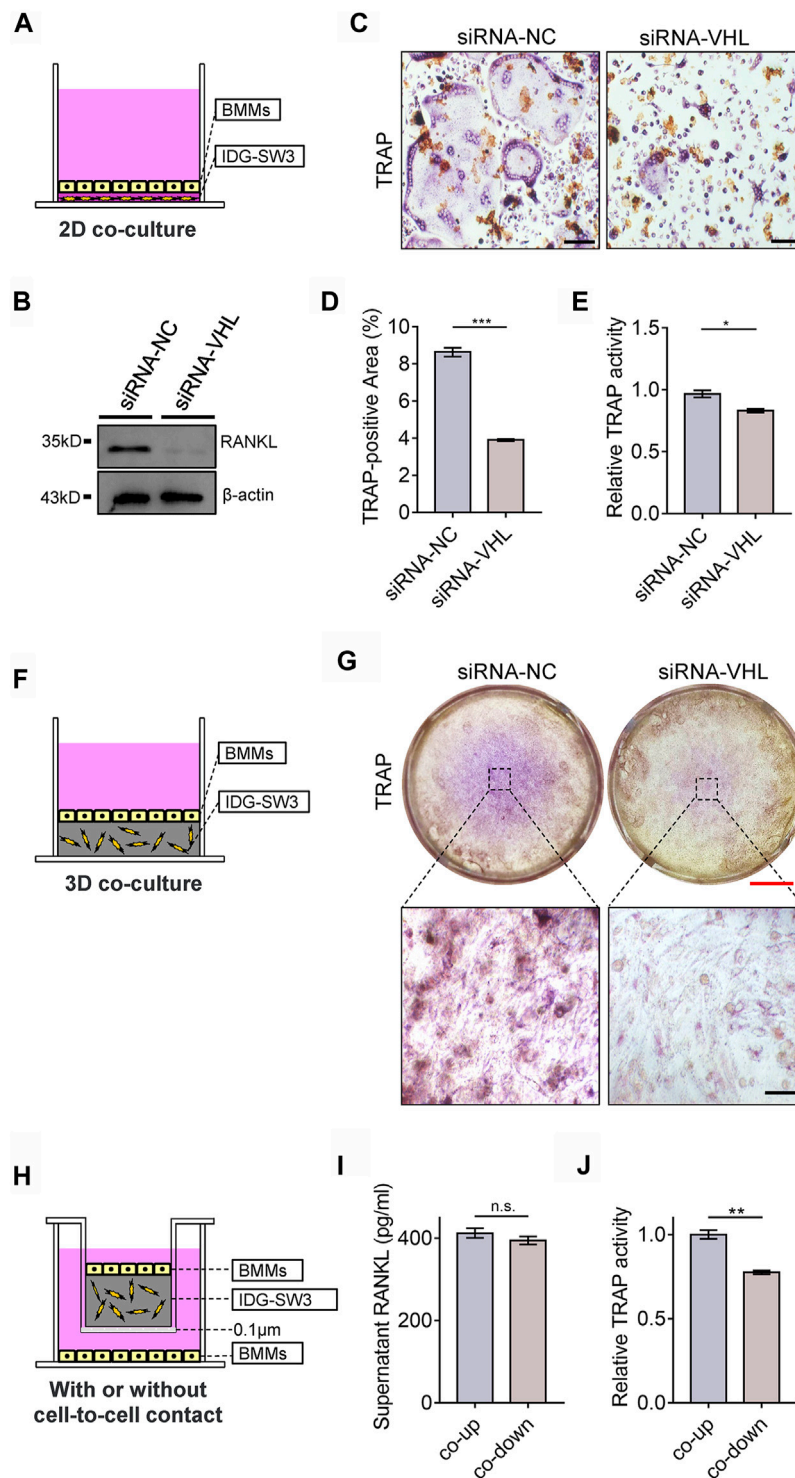 A
BMMs
IDG-SW3
2D co-culture
C
siRNA-NC
siRNA-VHL
TRAP
B
siRNA-NC
siRNA-VHL
35kD
RANKL
43kD
β-actin
D
TRAP-positive Area (%)
10
8
6
4
2
0
***
siRNA-NC
siRNA-VHL
E
Relative TRAP activity
1.5
1.0
0.5
0.0
*
siRNA-NC
siRNA-VHL
F
BMMs
IDG-SW3
3D co-culture
G
siRNA-NC
siRNA-VHL
TRAP
H
BMMs
IDG-SW3
0.1μm
BMMs
With or without
cell-to-cell contact
I
Supernatant RANKL (pg/ml)
400
200
0
n.s.
co-up
co-down
J
Relative TRAP activity
1.0
0.5
0.0
**
co-up
co-down